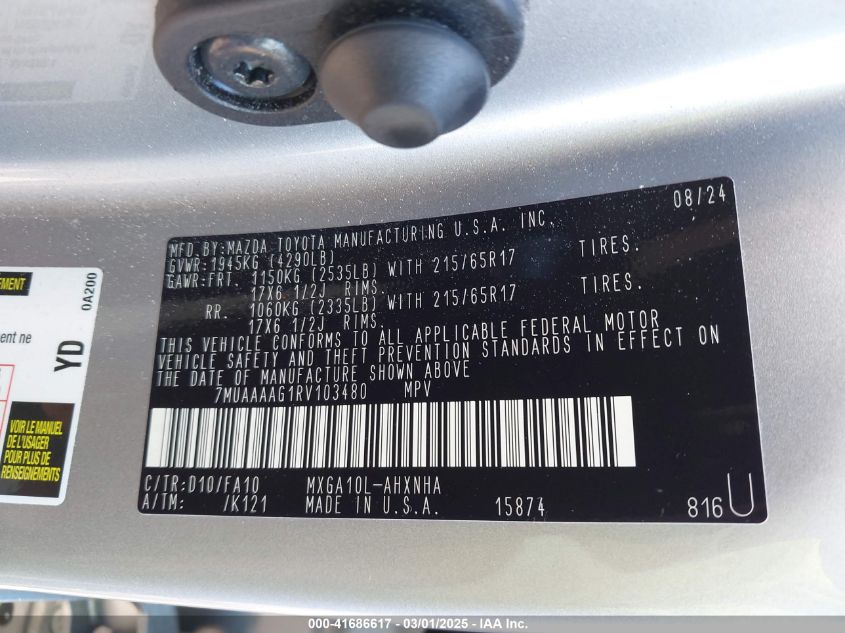 08/24
MFD.BY:MAZDA TOYOTA MANUFACTURING U.S.A. INC.
GVWR:1945KG (4290LB)
GAWR:FRT. 1150KG (2535LB) WITH 215/65R17 TIRES.
17X6 1/2J RIMS.
RR. 1060KG (2335LB) WITH 215/65R17 TIRES.
17X6 1/2J RIMS.
THIS VEHICLE CONFORMS TO ALL APPLICABLE FEDERAL MOTOR
VEHICLE SAFETY AND THEFT PREVENTION STANDARDS IN EFFECT ON
THE DATE OF MANUFACTURE SHOWN ABOVE
7MUAAAAG1RV103480 MPV
C/TR:D10/FA10 MXGA10L-AHXNHA
A/TM: /K121 MADE IN U.S.A. 15874 816U
0A200
YD
VOIR LE MANUEL
DE L'USAGER
POUR PLUS DE
RENSEIGNEMENTS
000-41686617 - 03/01/2025 - IAA Inc.